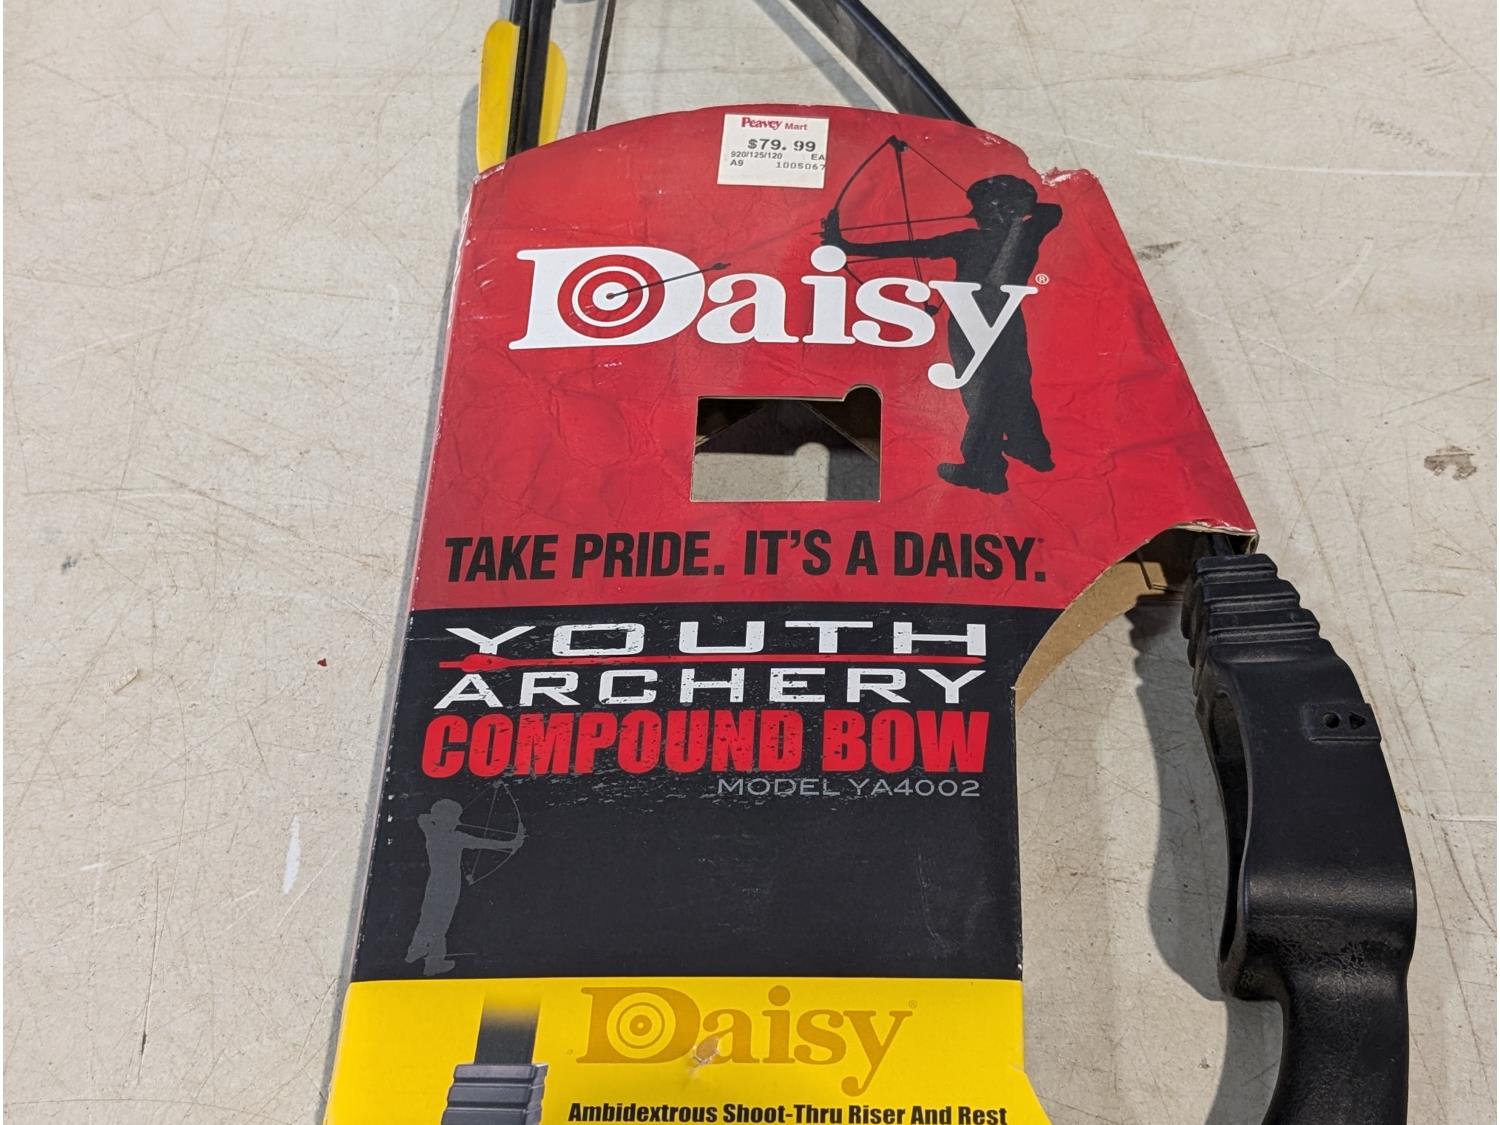 Peavey Mart
$79.99
920/125/120 EA
A9 1005067
Daisy®
TAKE PRIDE. IT'S A DAISY.
YOUTH
ARCHERY
COMPOUND BOW
MODEL YA4002
Daisy®
Ambidextrous Shoot-Thru Riser And Rest